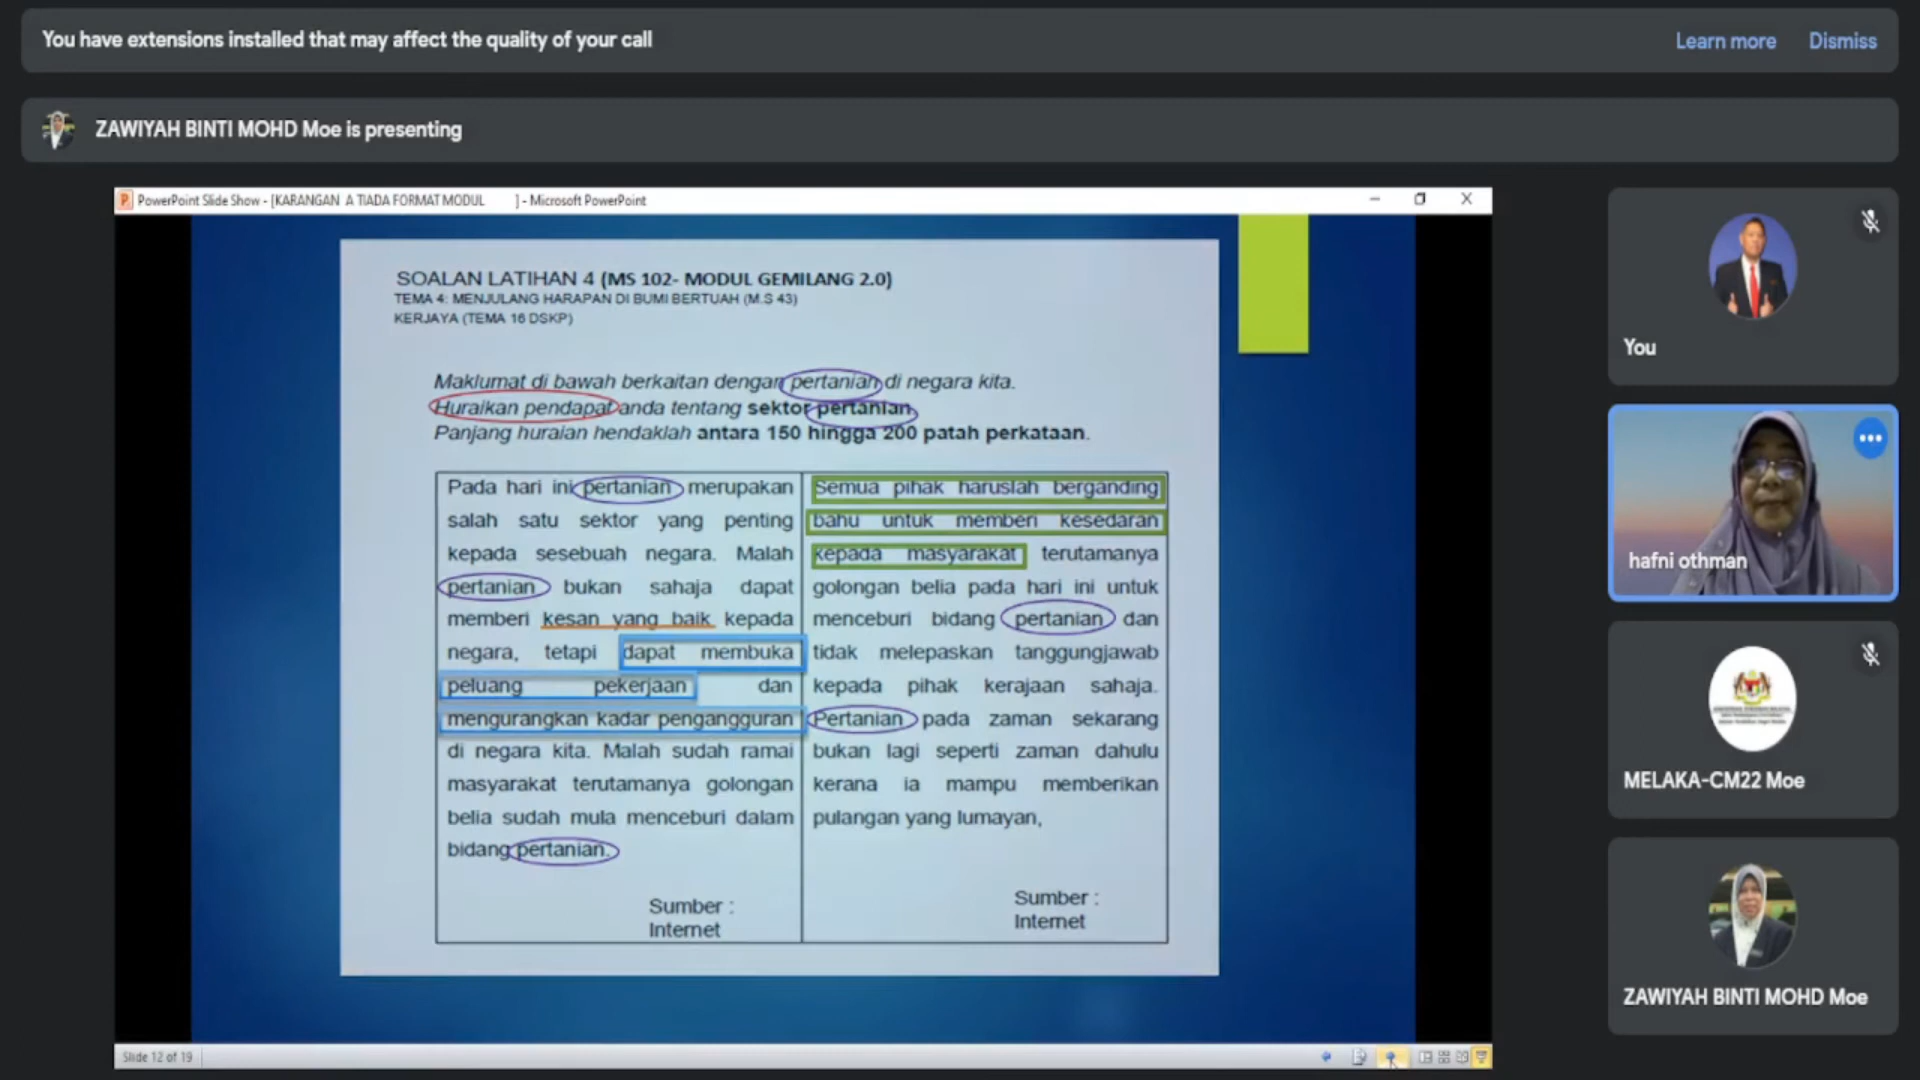 You have extensions installed that may affect the quality of your call
Learn more
Dismiss
ZAWIYAH BINTI MOHD Moe is presenting
PowerPoint Slide Show - [KARANGAN A TIADA FORMAT MODUL ] - Microsoft PowerPoint
SOALAN LATIHAN 4 (MS 102- MODUL GEMILANG 2.0)
TEMA 4: MENJULANG HARAPAN DI BUMI BERTUAH (M.S 43)
KERJAYA (TEMA 16 DSKP)
Maklumat di bawah berkaitan dengan pertanian di negara kita.
Huraikan pendapat anda tentang sektor pertanian.
Panjang huraian hendaklah antara 150 hingga 200 patah perkataan.
Pada hari ini pertanian merupakan
salah satu sektor yang penting
kepada sesebuah negara. Malah
pertanian bukan sahaja dapat
memberi kesan yang baik kepada
negara, tetapi dapat membuka
peluang pekerjaan dan
mengurangkan kadar pengangguran
di negara kita. Malah sudah ramai
masyarakat terutamanya golongan
belia sudah mula menceburi dalam
bidang pertanian.
Sumber :
Internet
Semua pihak haruslah berganding
bahu untuk memberi kesedaran
kepada masyarakat terutamanya
golongan belia pada hari ini untuk
menceburi bidang pertanian dan
tidak melepaskan tanggungjawab
kepada pihak kerajaan sahaja.
Pertanian pada zaman sekarang
bukan lagi seperti zaman dahulu
kerana ia mampu memberikan
pulangan yang lumayan,
Sumber :
Internet
Slide 12 of 19
You
hafni othman
MELAKA-CM22 Moe
ZAWIYAH BINTI MOHD Moe